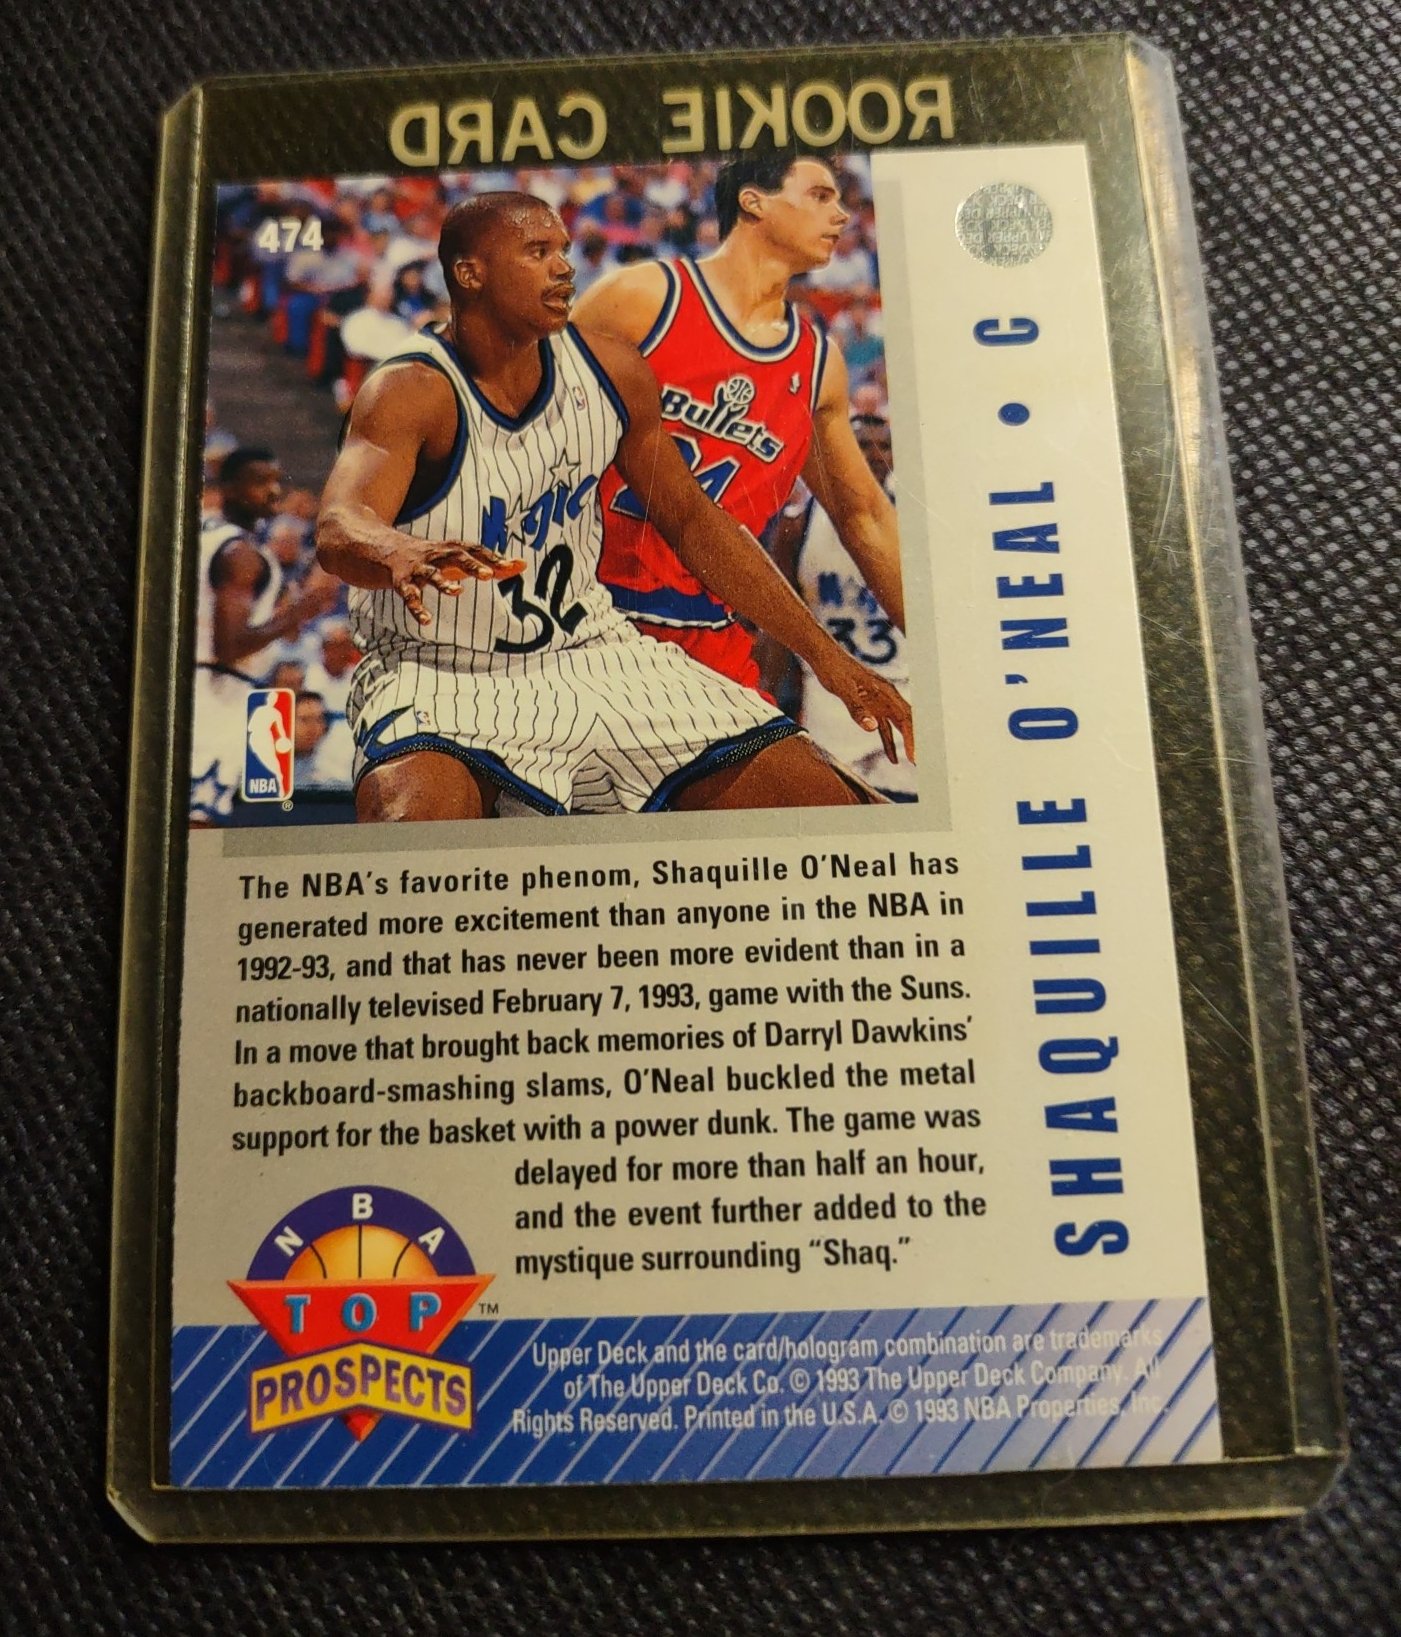 ROOKIE CARD
474
Bullets
24
Magic
32
33
NBA
SHAQUILLE O'NEAL • C
The NBA's favorite phenom, Shaquille O'Neal has
generated more excitement than anyone in the NBA in
1992-93, and that has never been more evident than in a
nationally televised February 7, 1993, game with the Suns.
In a move that brought back memories of Darryl Dawkins'
backboard-smashing slams, O'Neal buckled the metal
support for the basket with a power dunk. The game was
delayed for more than half an hour,
and the event further added to the
mystique surrounding “Shaq.”
NBA
TOP ™
PROSPECTS
Upper Deck and the card/hologram combination are trademarks
of The Upper Deck Co. © 1993 The Upper Deck Company. All
Rights Reserved. Printed in the U.S.A. © 1993 NBA Properties, Inc.